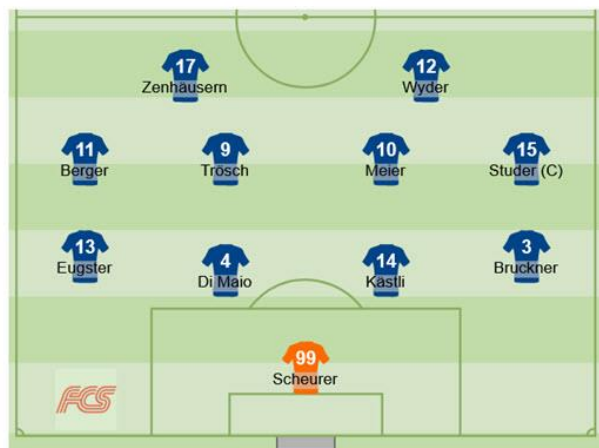 17
Zenhäusern
12
Wyder
11
Berger
9
Trösch
10
Meier
15
Studer (C)
13
Eugster
4
Di Maio
14
Kästli
3
Bruckner
99
Scheurer
FCS